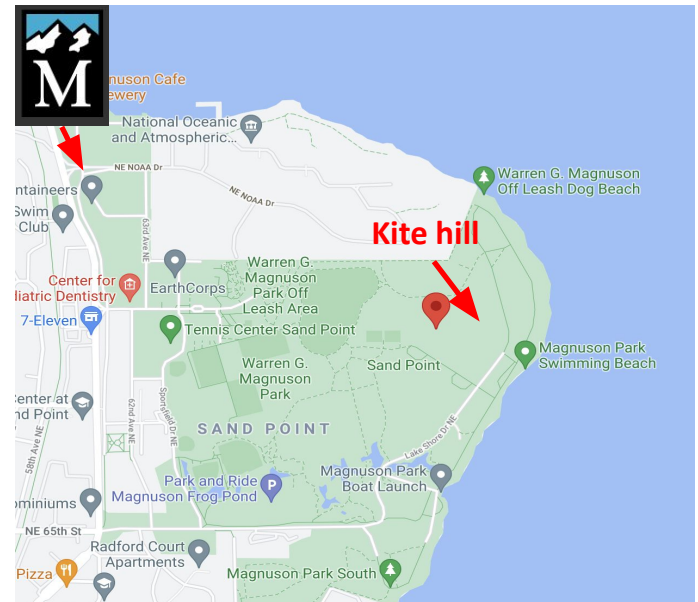 M
nuson Cafe
ewery
National Oceanic
and Atmospheric...
NE NOAA Dr
NE NOAA Dr
Warren G. Magnuson
Off Leash Dog Beach
ntaineers
Swim
Club
63rd Ave NE
Kite hill
Warren G.
Magnuson
Park Off
Leash Area
Center for
diatric Dentistry
EarthCorps
7-Eleven
Tennis Center Sand Point
Magnuson Park
Swimming Beach
Warren G.
Magnuson
Park
Sand Point
Center at
nd Point
62nd Ave NE
Sportsfield Dr NE
SAND POINT
58th Ave NE
Lake Shore Dr NE
Park and Ride
Magnuson Frog Pond
P
Magnuson Park
Boat Launch
ominiums
NE 65th St
Radford Court
Apartments
Pizza
Magnuson Park South